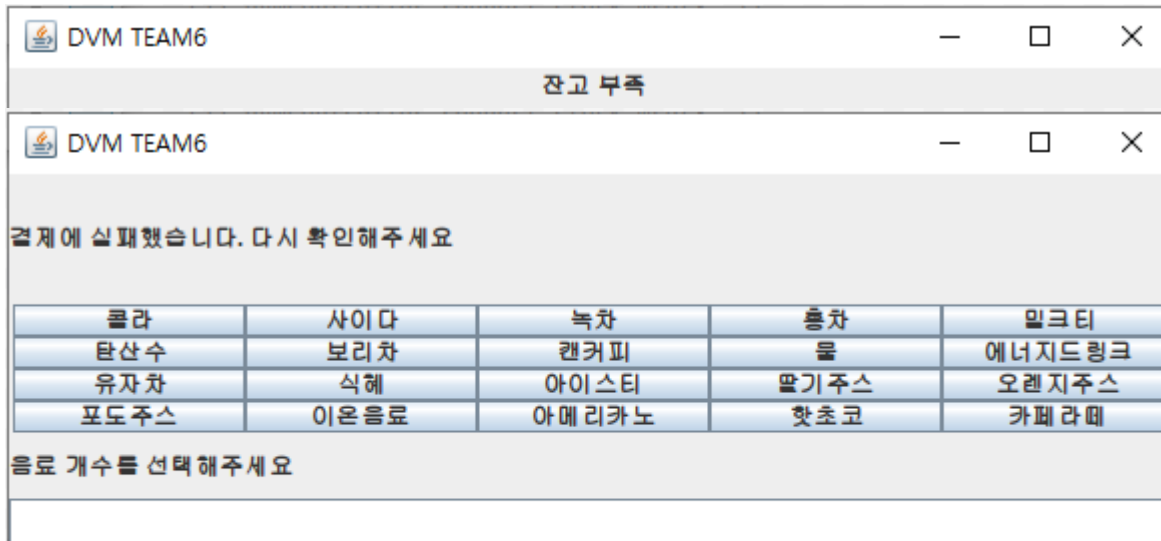 DVM TEAM6
잔고 부족
DVM TEAM6
결제에 실패했습니다. 다시 확인해주세요
콜라 사이다 녹차 홍차 밀크티
탄산수 보리차 캔커피 물 에너지드링크
유자차 식혜 아이스티 딸기주스 오렌지주스
포도주스 이온음료 아메리카노 핫초코 카페라떼
음료 개수를 선택해주세요